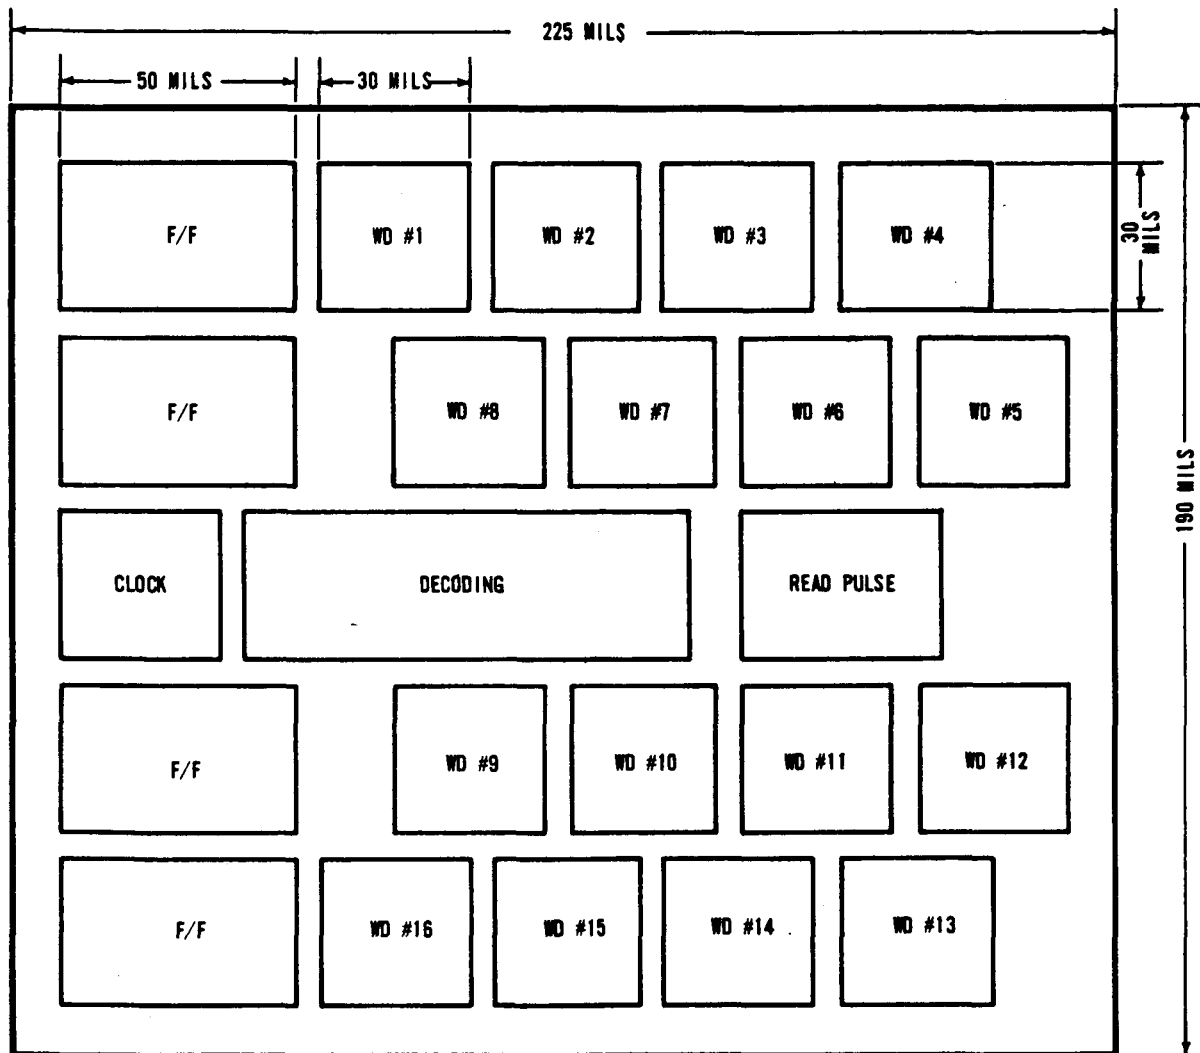 225 MILS
50 MILS
30 MILS
F/F
WD #1
WD #2
WD #3
WD #4
30
MILS
F/F
WD #8
WD #7
WD #6
WD #5
190 MILS
CLOCK
DECODING
READ PULSE
F/F
WD #9
WD #10
WD #11
WD #12
F/F
WD #16
WD #15
WD #14
WD #13